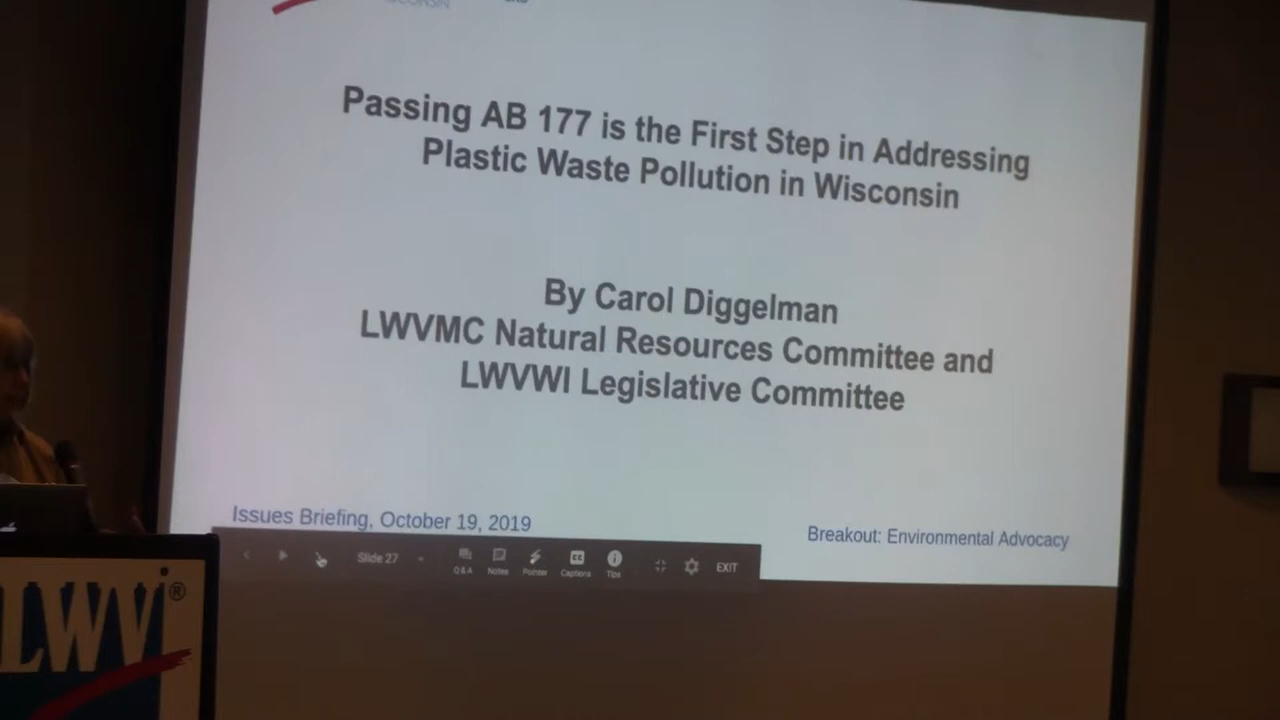 WISCONSIN
Passing AB 177 is the First Step in Addressing
Plastic Waste Pollution in Wisconsin
By Carol Diggelman
LWVMC Natural Resources Committee and
LWVWI Legislative Committee
Issues Briefing, October 19, 2019
Breakout: Environmental Advocacy
Slide 27
Q&A
Notes
Pointer
Captions
Tips
EXIT
LWV
®